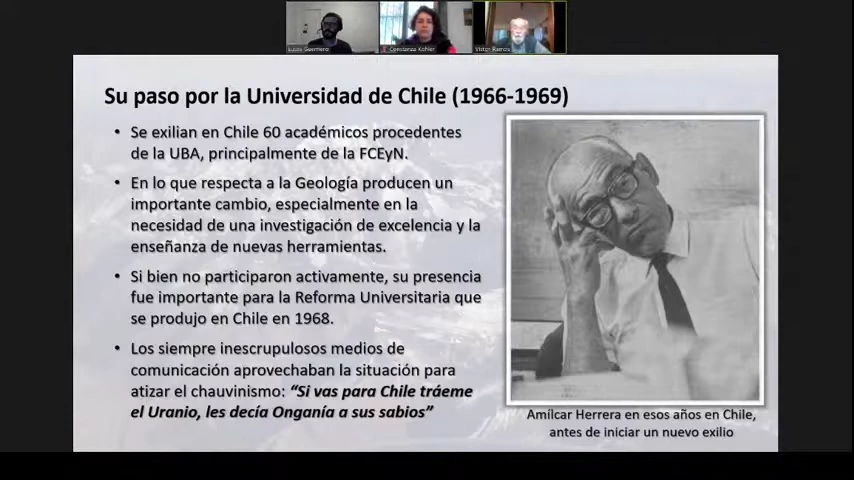 Lucas Guerrero
Constanza Kohler
Victor Ramos
Su paso por la Universidad de Chile (1966-1969)
• Se exilian en Chile 60 académicos procedentes
de la UBA, principalmente de la FCEyN.
• En lo que respecta a la Geología producen un
importante cambio, especialmente en la
necesidad de una investigación de excelencia y la
enseñanza de nuevas herramientas.
• Si bien no participaron activamente, su presencia
fue importante para la Reforma Universitaria que
se produjo en Chile en 1968.
• Los siempre inescrupulosos medios de
comunicación aprovechaban la situación para
atizar el chauvinismo: “Si vas para Chile tráeme
el Uranio, les decía Onganía a sus sabios”
Amílcar Herrera en esos años en Chile,
antes de iniciar un nuevo exilio